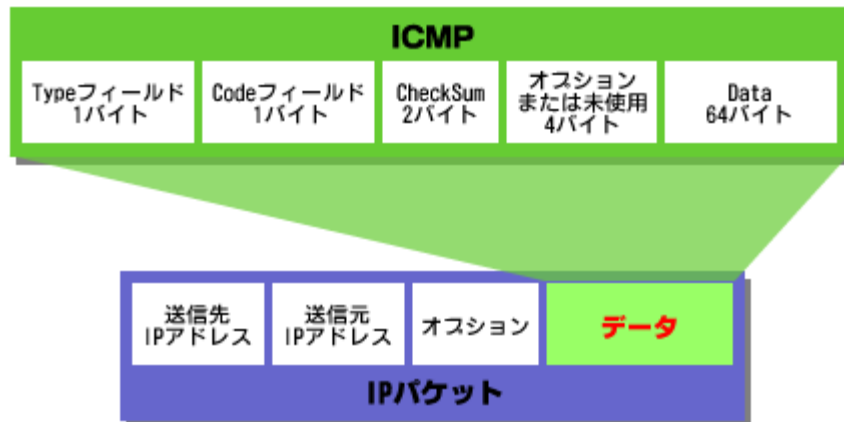 ICMP
Typeフィールド
1バイト
Codeフィールド
1バイト
CheckSum
2バイト
オプション
または未使用
4バイト
Data
64バイト
送信先
IPアドレス
送信元
IPアドレス
オプション
データ
IPパケット